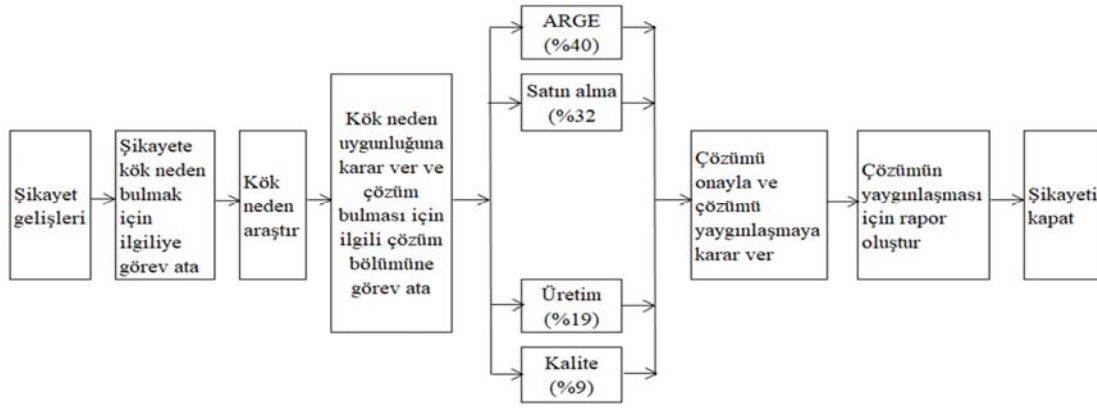 Şikayet
gelişleri
Şikayete
kök neden
bulmak
için
ilgiliye
görev ata
Kök
neden
araştır
Kök neden
uygunluğuna
karar ver ve
çözüm
bulması için
ilgili çözüm
bölümüne
görev ata
ARGE
(%40)
Satın alma
(%32
Üretim
(%19)
Kalite
(%9)
Çözümü
onayla ve
çözümü
yaygınlaşmaya
karar ver
Çözümün
yaygınlaşması
için rapor
oluştur
Şikayeti
kapat